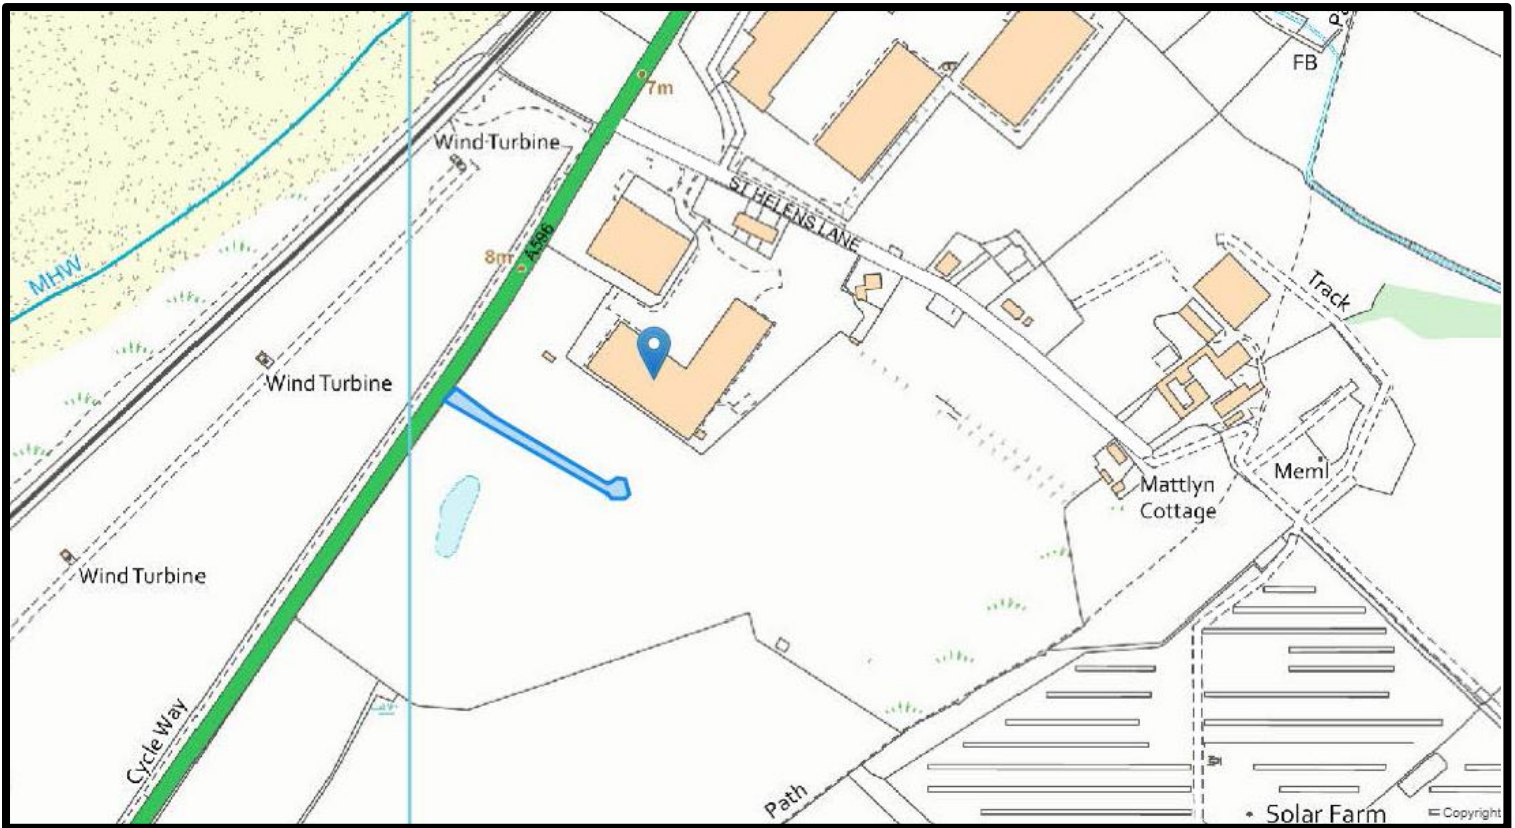 FB
7m
Wind Turbine
ST HELENS LANE
A596
8m
MHW
Track
Wind Turbine
Meml
Mattlyn
Cottage
Wind Turbine
Cycle Way
Path
Solar Farm
Copyright